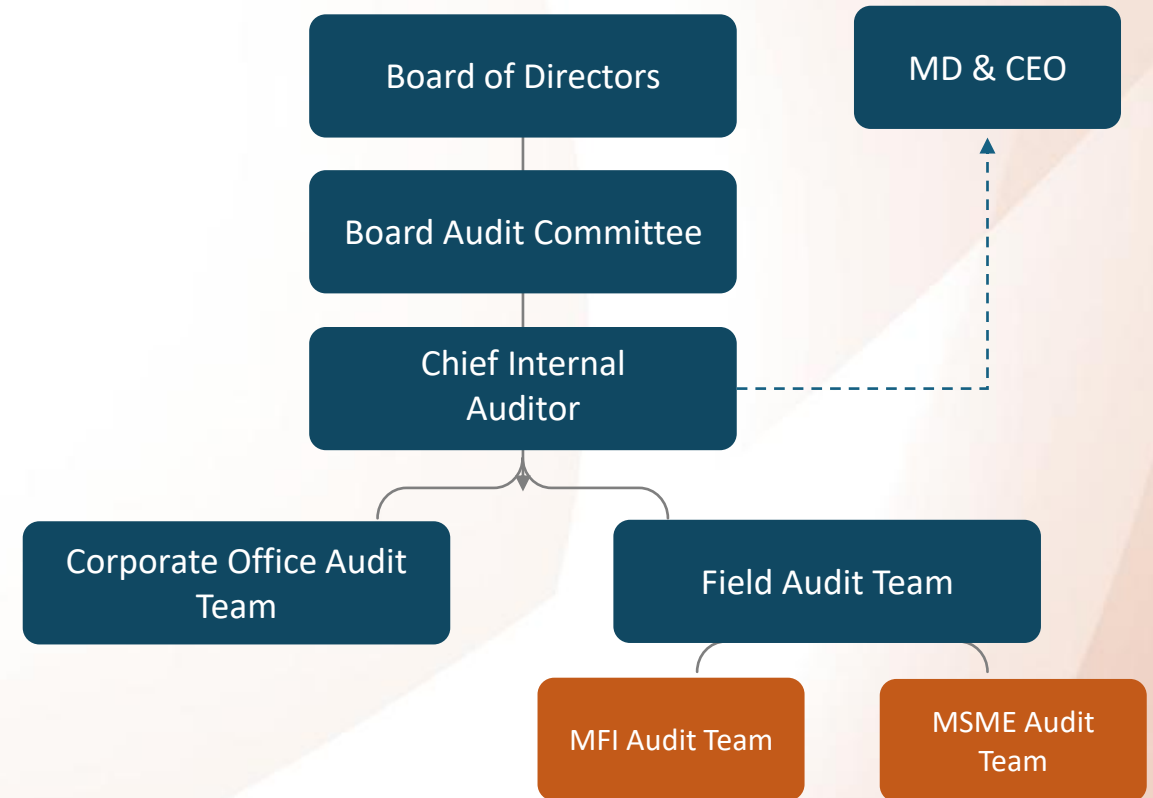 Board of Directors
MD & CEO
Board Audit Committee
Chief Internal
Auditor
Corporate Office Audit
Team
Field Audit Team
MFI Audit Team
MSME Audit
Team